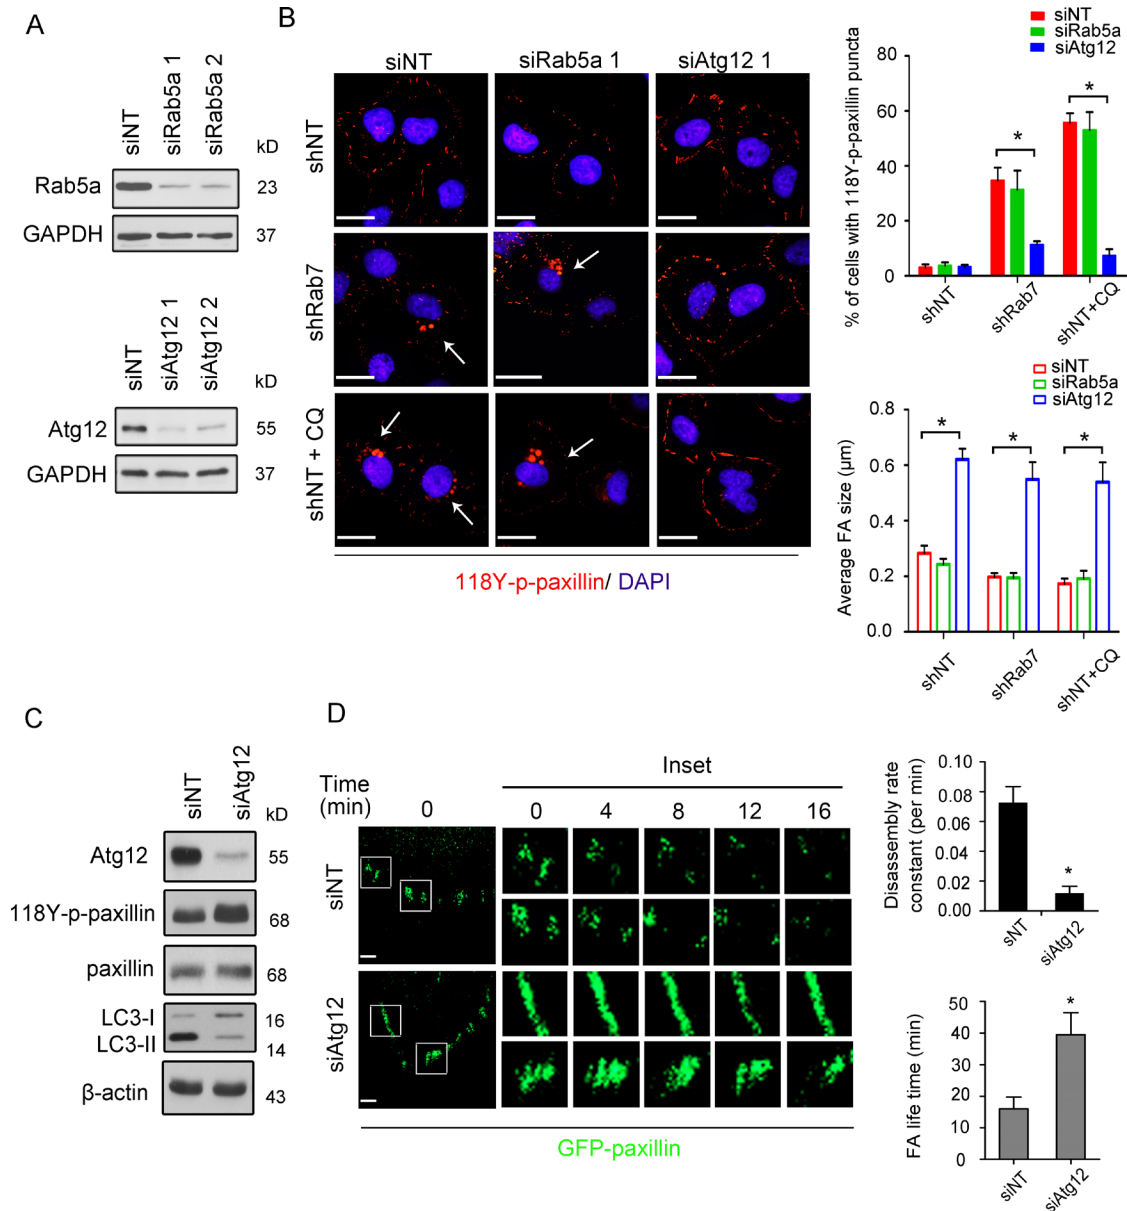 A
siNT
siRab5a 1
siRab5a 2
kD
Rab5a
23
GAPDH
37
siNT
siAtg12 1
siAtg12 2
kD
Atg12
55
GAPDH
37
B
siNT siRab5a 1 siAtg12 1
shNT
shRab7
shNT + CQ
118Y-p-paxillin/ DAPI
siNT
siRab5a
siAtg12
% of cells with 118Y-p-paxillin puncta
80
60
40
20
0
*
*
shNT
shRab7
shNT+CQ
siNT
siRab5a
siAtg12
Average FA size (µm)
0.8
0.6
0.4
0.2
0.0
*
*
*
shNT
shRab7
shNT+CQ
C
siNT
siAtg12
kD
Atg12
55
118Y-p-paxillin
68
paxillin
68
LC3-I
16
LC3-II
14
β-actin
43
D
Time
(min)
Inset
0 0 4 8 12 16
siNT
siAtg12
GFP-paxillin
Disassembly rate
constant (per min)
0.10
0.08
0.06
0.04
0.02
0.00
*
sNT
siAtg12
FA life time (min)
50
40
30
20
10
0
*
siNT
siAtg12